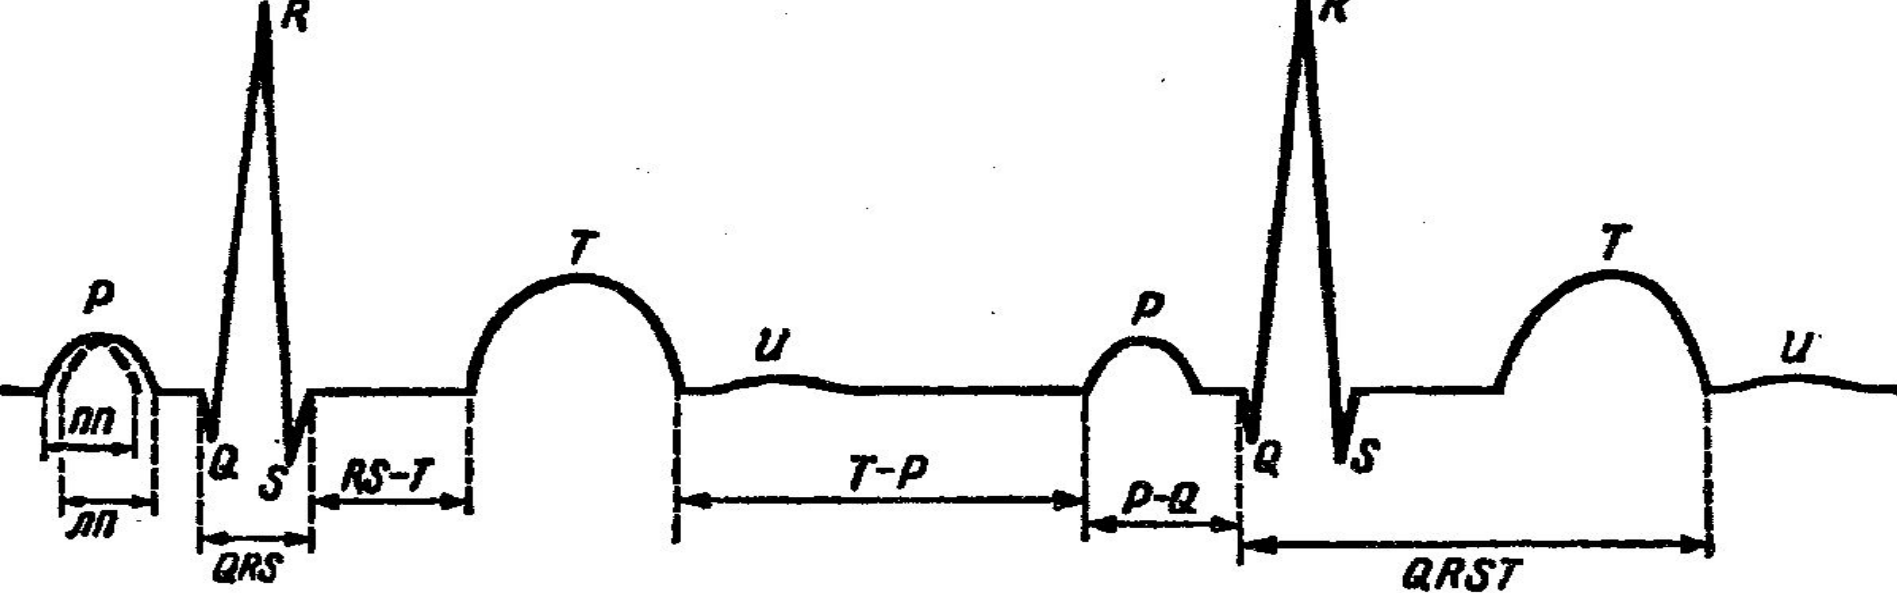 R R
T T
P P
U U
пп
Q S RS-T T-P P-Q Q S
лп
QRS QRST